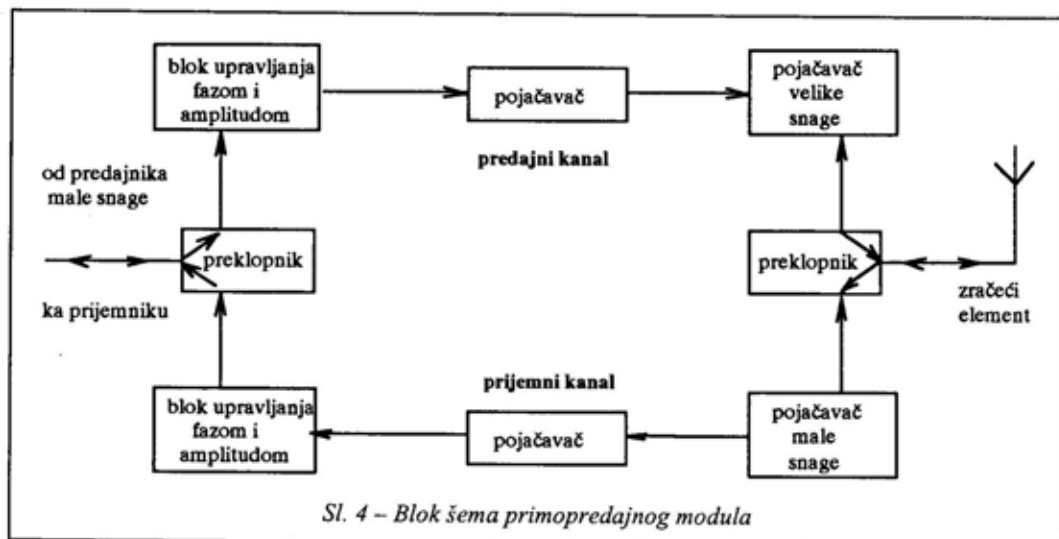 blok upravljanja
fazom i
amplitudom
pojačavač
pojačavač
velike
snage
predajni kanal
od predajnika
male snage
preklopnik
preklopnik
ka prijemniku
zračeći
element
prijemni kanal
blok upravljanja
fazom i
amplitudom
pojačavač
pojačavač
male
snage
Sl. 4 – Blok šema primopredajnog modula